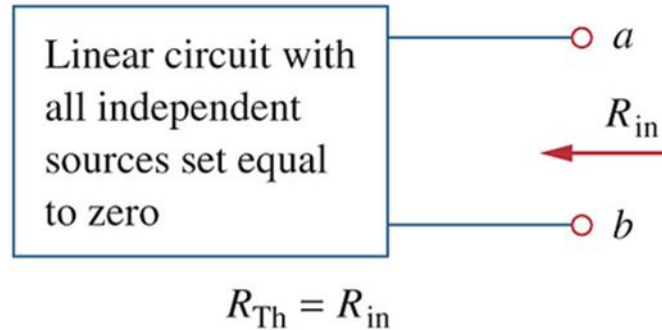 Linear circuit with
all independent
sources set equal
to zero
a
R_in
b
R_Th = R_in